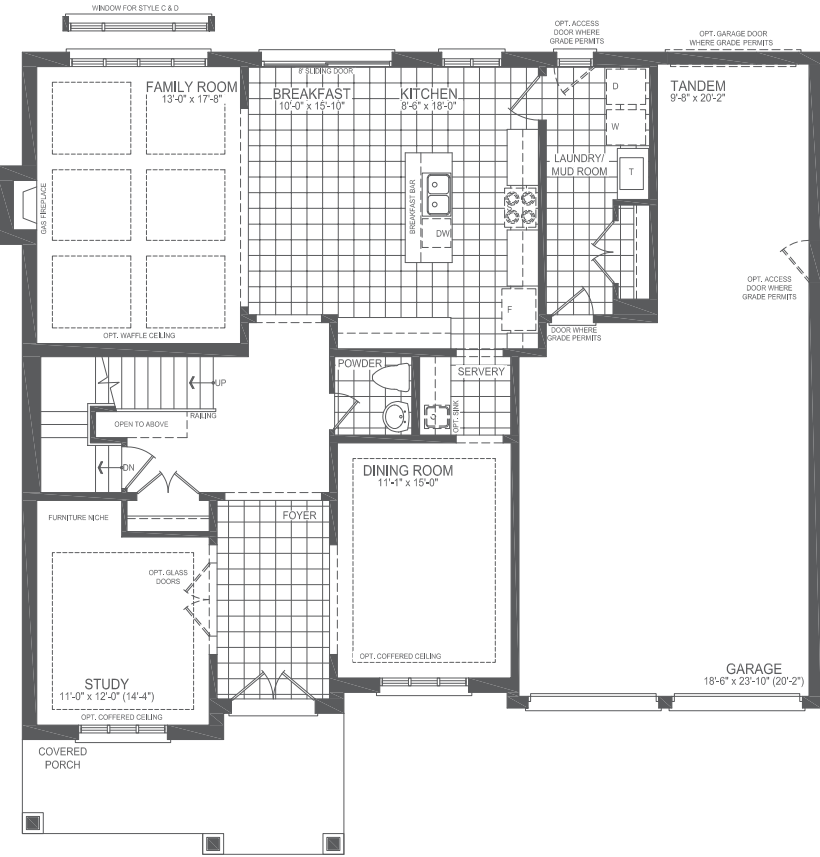 WINDOW FOR STYLE C & D
OPT. ACCESS
DOOR WHERE
GRADE PERMITS
OPT. GARAGE DOOR
WHERE GRADE PERMITS
8' SLIDING DOOR
FAMILY ROOM
13'-0" x 17'-8"
BREAKFAST
10'-0" x 15'-10"
KITCHEN
8'-6" x 18'-0"
D
W
TANDEM
9'-8" x 20'-2"
LAUNDRY/
MUD ROOM
T
GAS FIREPLACE
BREAKFAST BAR
DW
F
OPT. ACCESS
DOOR WHERE
GRADE PERMITS
OPT. WAFFLE CEILING
DOOR WHERE
GRADE PERMITS
POWDER
SERVERY
UP
RAILING
OPEN TO ABOVE
OPT. SINK
DN
DINING ROOM
11'-1" x 15'-0"
FURNITURE NICHE
FOYER
OPT. GLASS
DOORS
OPT. COFFERED CEILING
STUDY
11'-0" x 12'-0" (14'-4")
OPT. COFFERED CEILING
GARAGE
18'-6" x 23'-10" (20'-2")
COVERED
PORCH